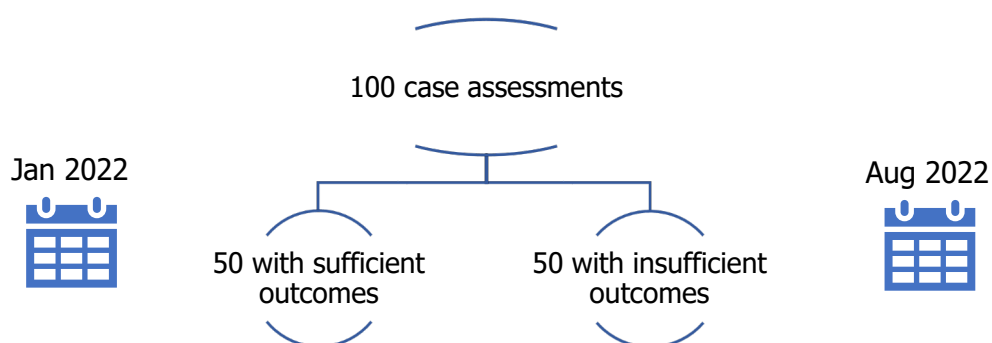 100 case assessments
Jan 2022
Aug 2022
50 with sufficient
outcomes
50 with insufficient
outcomes